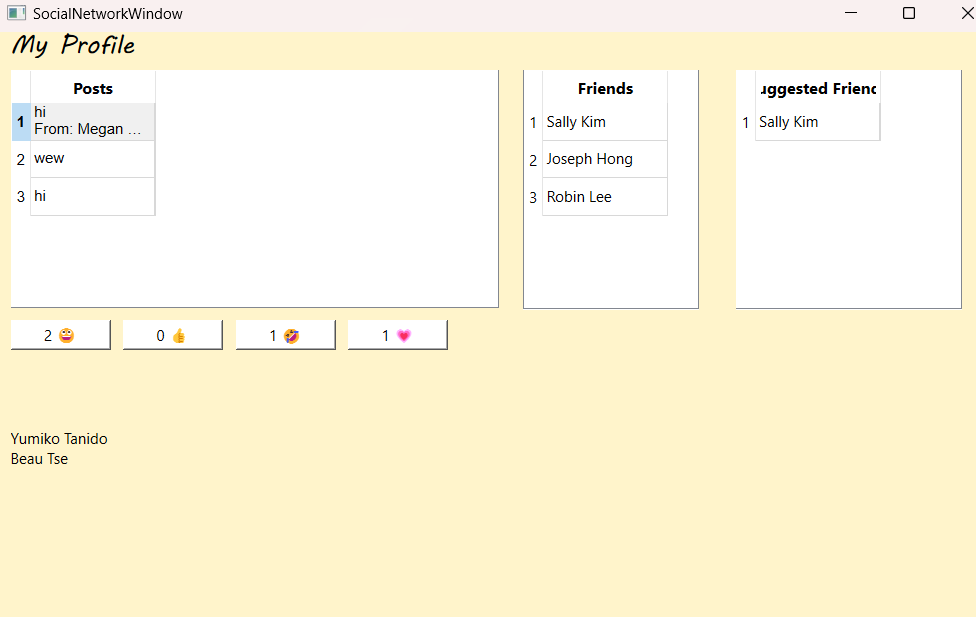 SocialNetworkWindow
My Profile
Posts
1 hi
From: Megan ...
2 wew
3 hi
Friends
1 Sally Kim
2 Joseph Hong
3 Robin Lee
uggested Frienc
1 Sally Kim
2 😀 0 👍 1 🤣 1 💗
Yumiko Tanido
Beau Tse